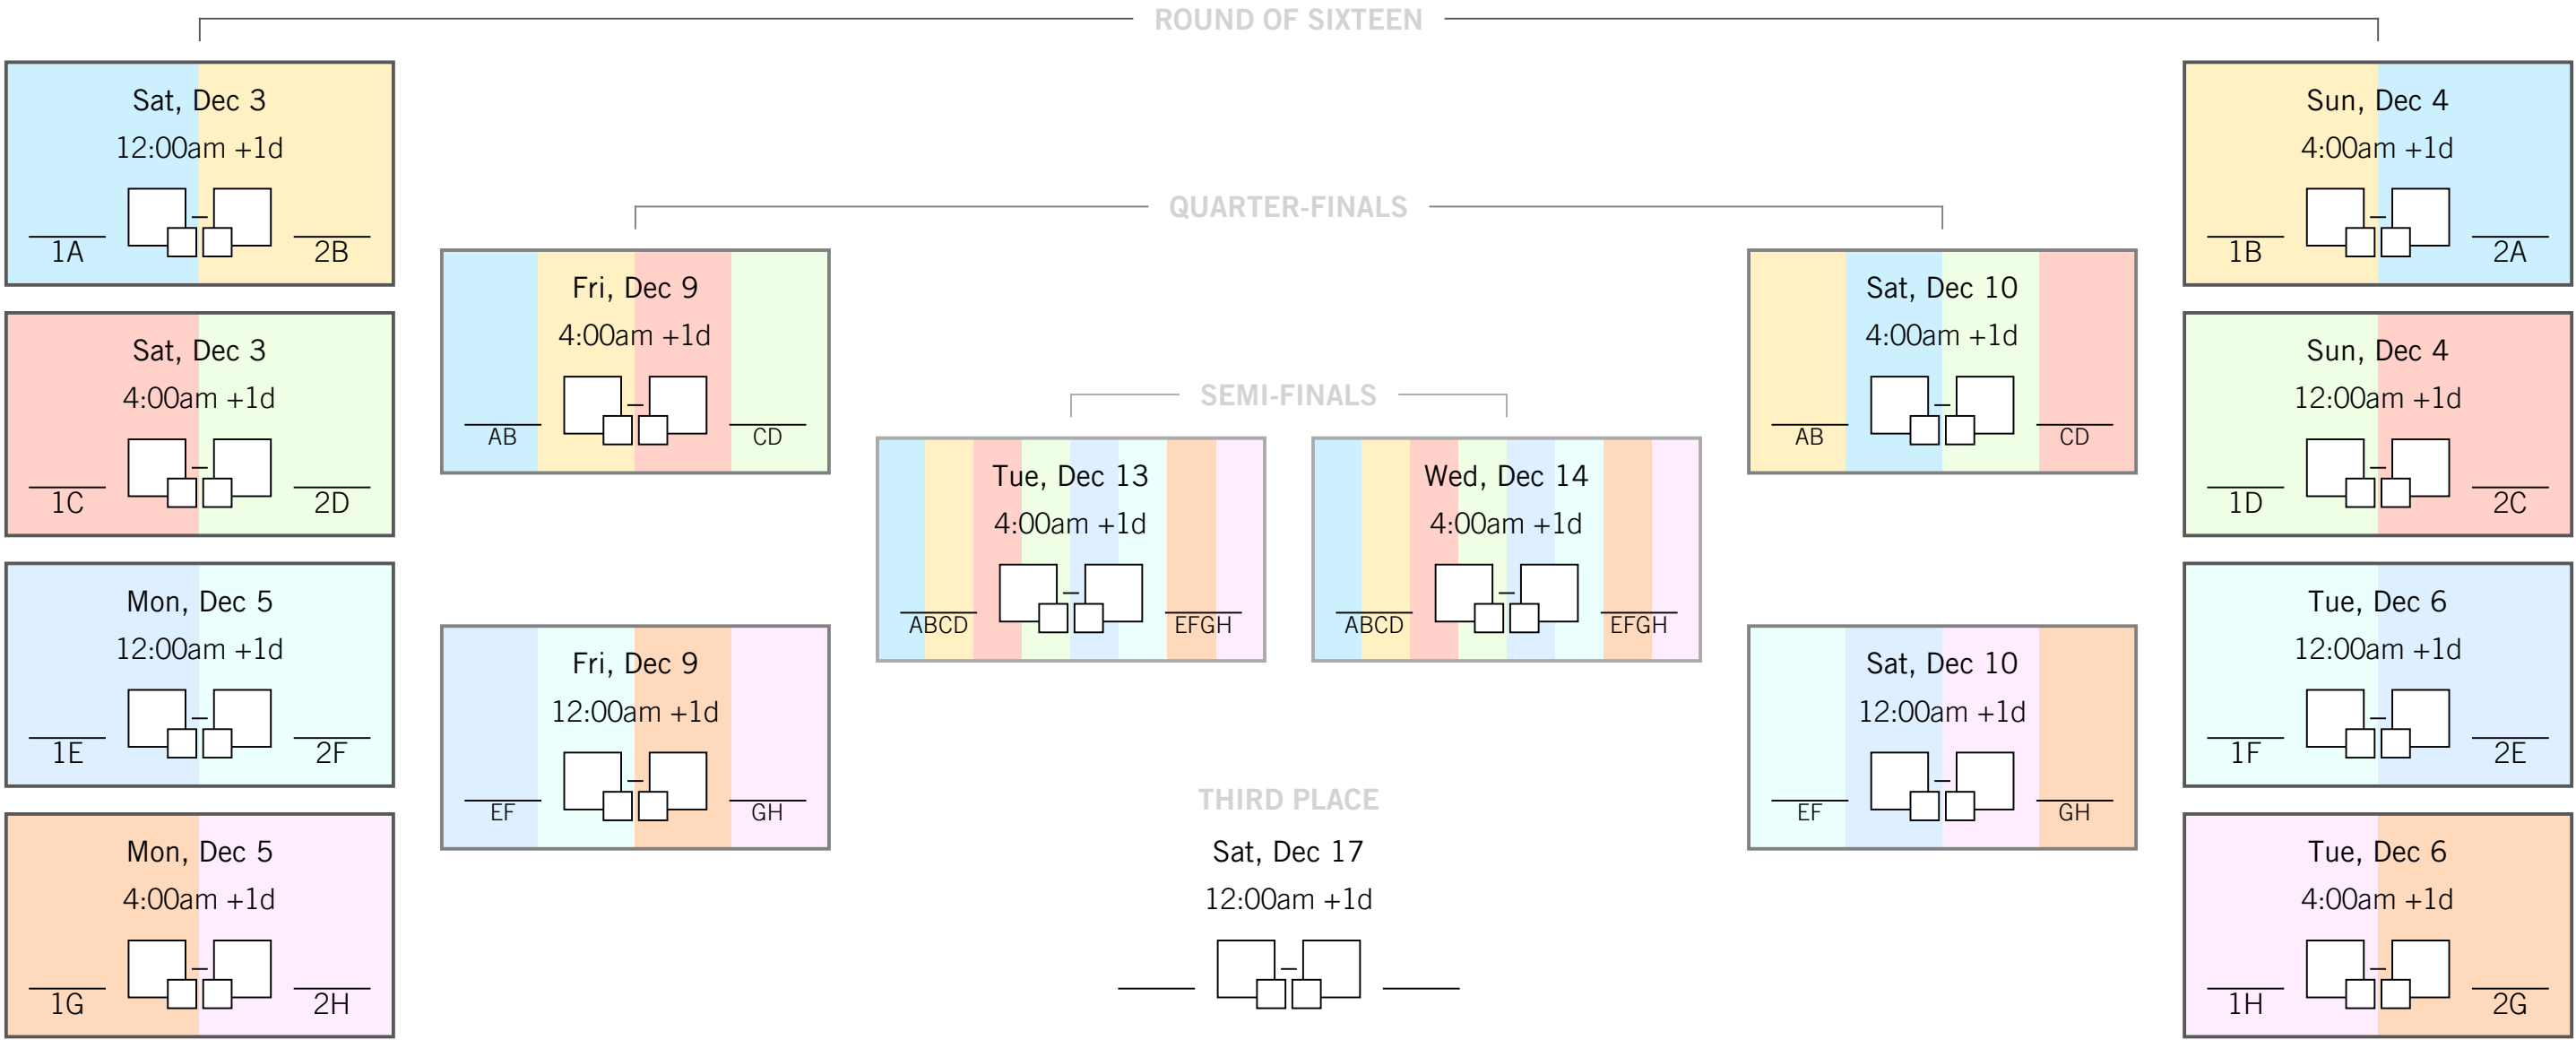 ROUND OF SIXTEEN
Sat, Dec 3
12:00am +1d
1A
2B
Sat, Dec 3
4:00am +1d
1C
2D
Mon, Dec 5
12:00am +1d
1E
2F
Mon, Dec 5
4:00am +1d
1G
2H
QUARTER-FINALS
Fri, Dec 9
4:00am +1d
AB
CD
Fri, Dec 9
12:00am +1d
EF
GH
SEMI-FINALS
Tue, Dec 13
4:00am +1d
ABCD
EFGH
Wed, Dec 14
4:00am +1d
ABCD
EFGH
THIRD PLACE
Sat, Dec 17
12:00am +1d
Sat, Dec 10
4:00am +1d
AB
CD
Sat, Dec 10
12:00am +1d
EF
GH
Sun, Dec 4
4:00am +1d
1B
2A
Sun, Dec 4
12:00am +1d
1D
2C
Tue, Dec 6
12:00am +1d
1F
2E
Tue, Dec 6
4:00am +1d
1H
2G